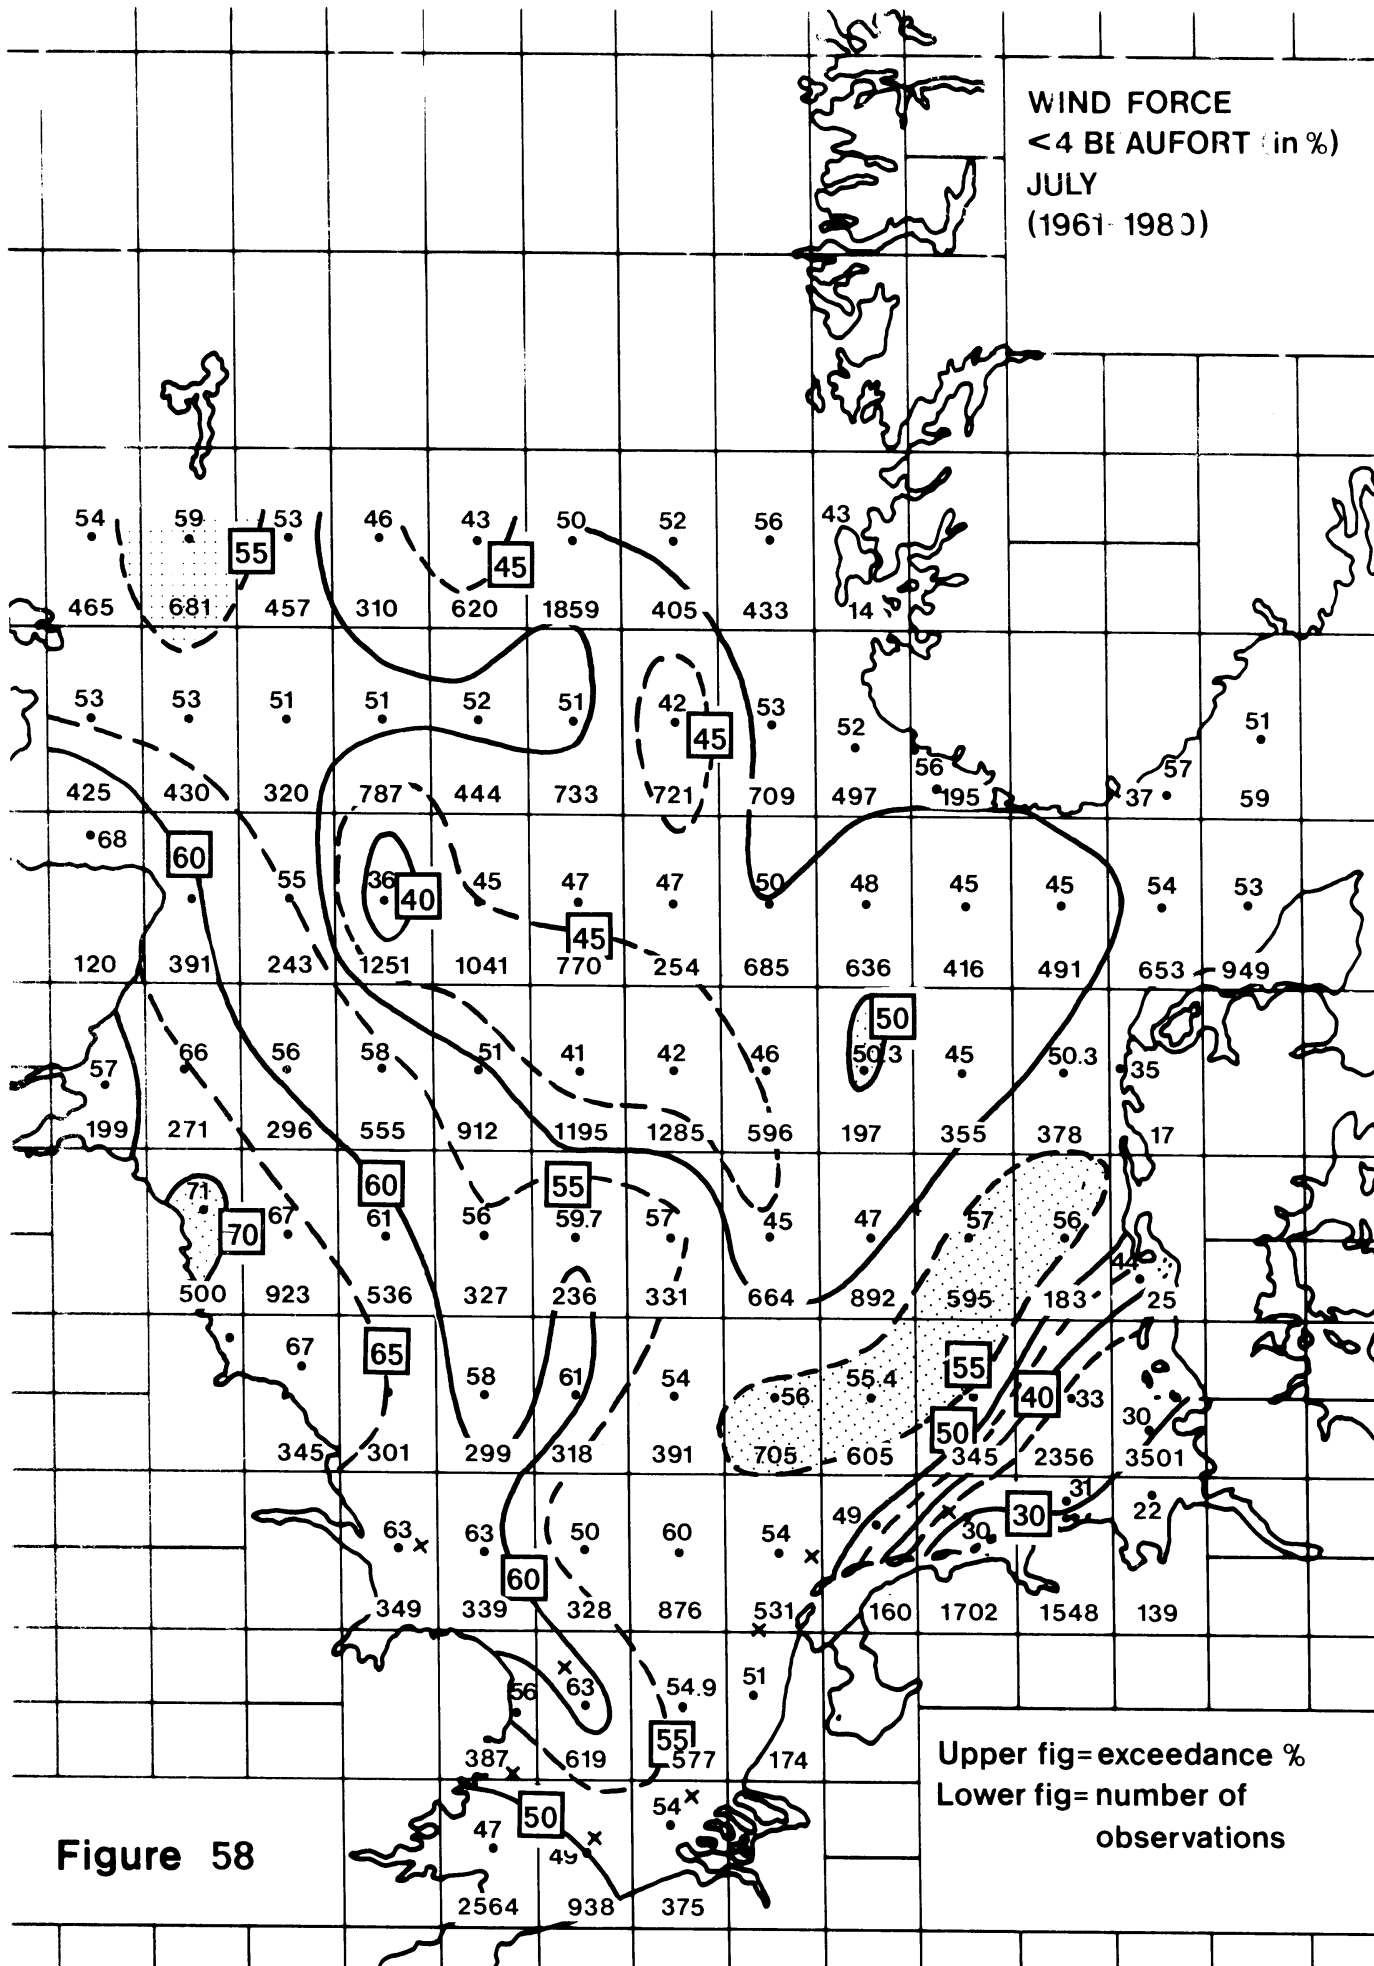 WIND FORCE
<4 BEAUFORT (in %)
JULY
(1961-1980)
54 59 53 46 43 50 52 56 43
55
45
465 681 457 310 620 1859 405 433 14
53 53 51 51 52 51 42 53 52 51
45
56 57
425 430 320 787 444 733 721 709 497 195 37 59
68
60
55 36 45 47 47 50 48 45 45 54 53
40
45
120 391 243 1251 1041 770 254 685 636 416 491 653 949
50
57 66 56 58 51 41 42 46 50.3 45 50.3 35
199 271 296 555 912 1195 1285 596 197 355 378 17
60 55
71 67 61 56 59.7 57 45 47 57 56
70
44
500 923 536 327 236 331 664 892 595 183 25
67 65
55
58 61 54 56 55.4 40 33
30
50
345 301 299 318 391 705 605 345 2356 3501
31
63 63 50 60 54 49 30 30 22
60
349 339 328 876 531 160 1702 1548 139
56 63 54.9 51
55
387 619 577 174
Upper fig=exceedance %
Lower fig=number of
observations
50
54
47 49
Figure 58
2564 938 375